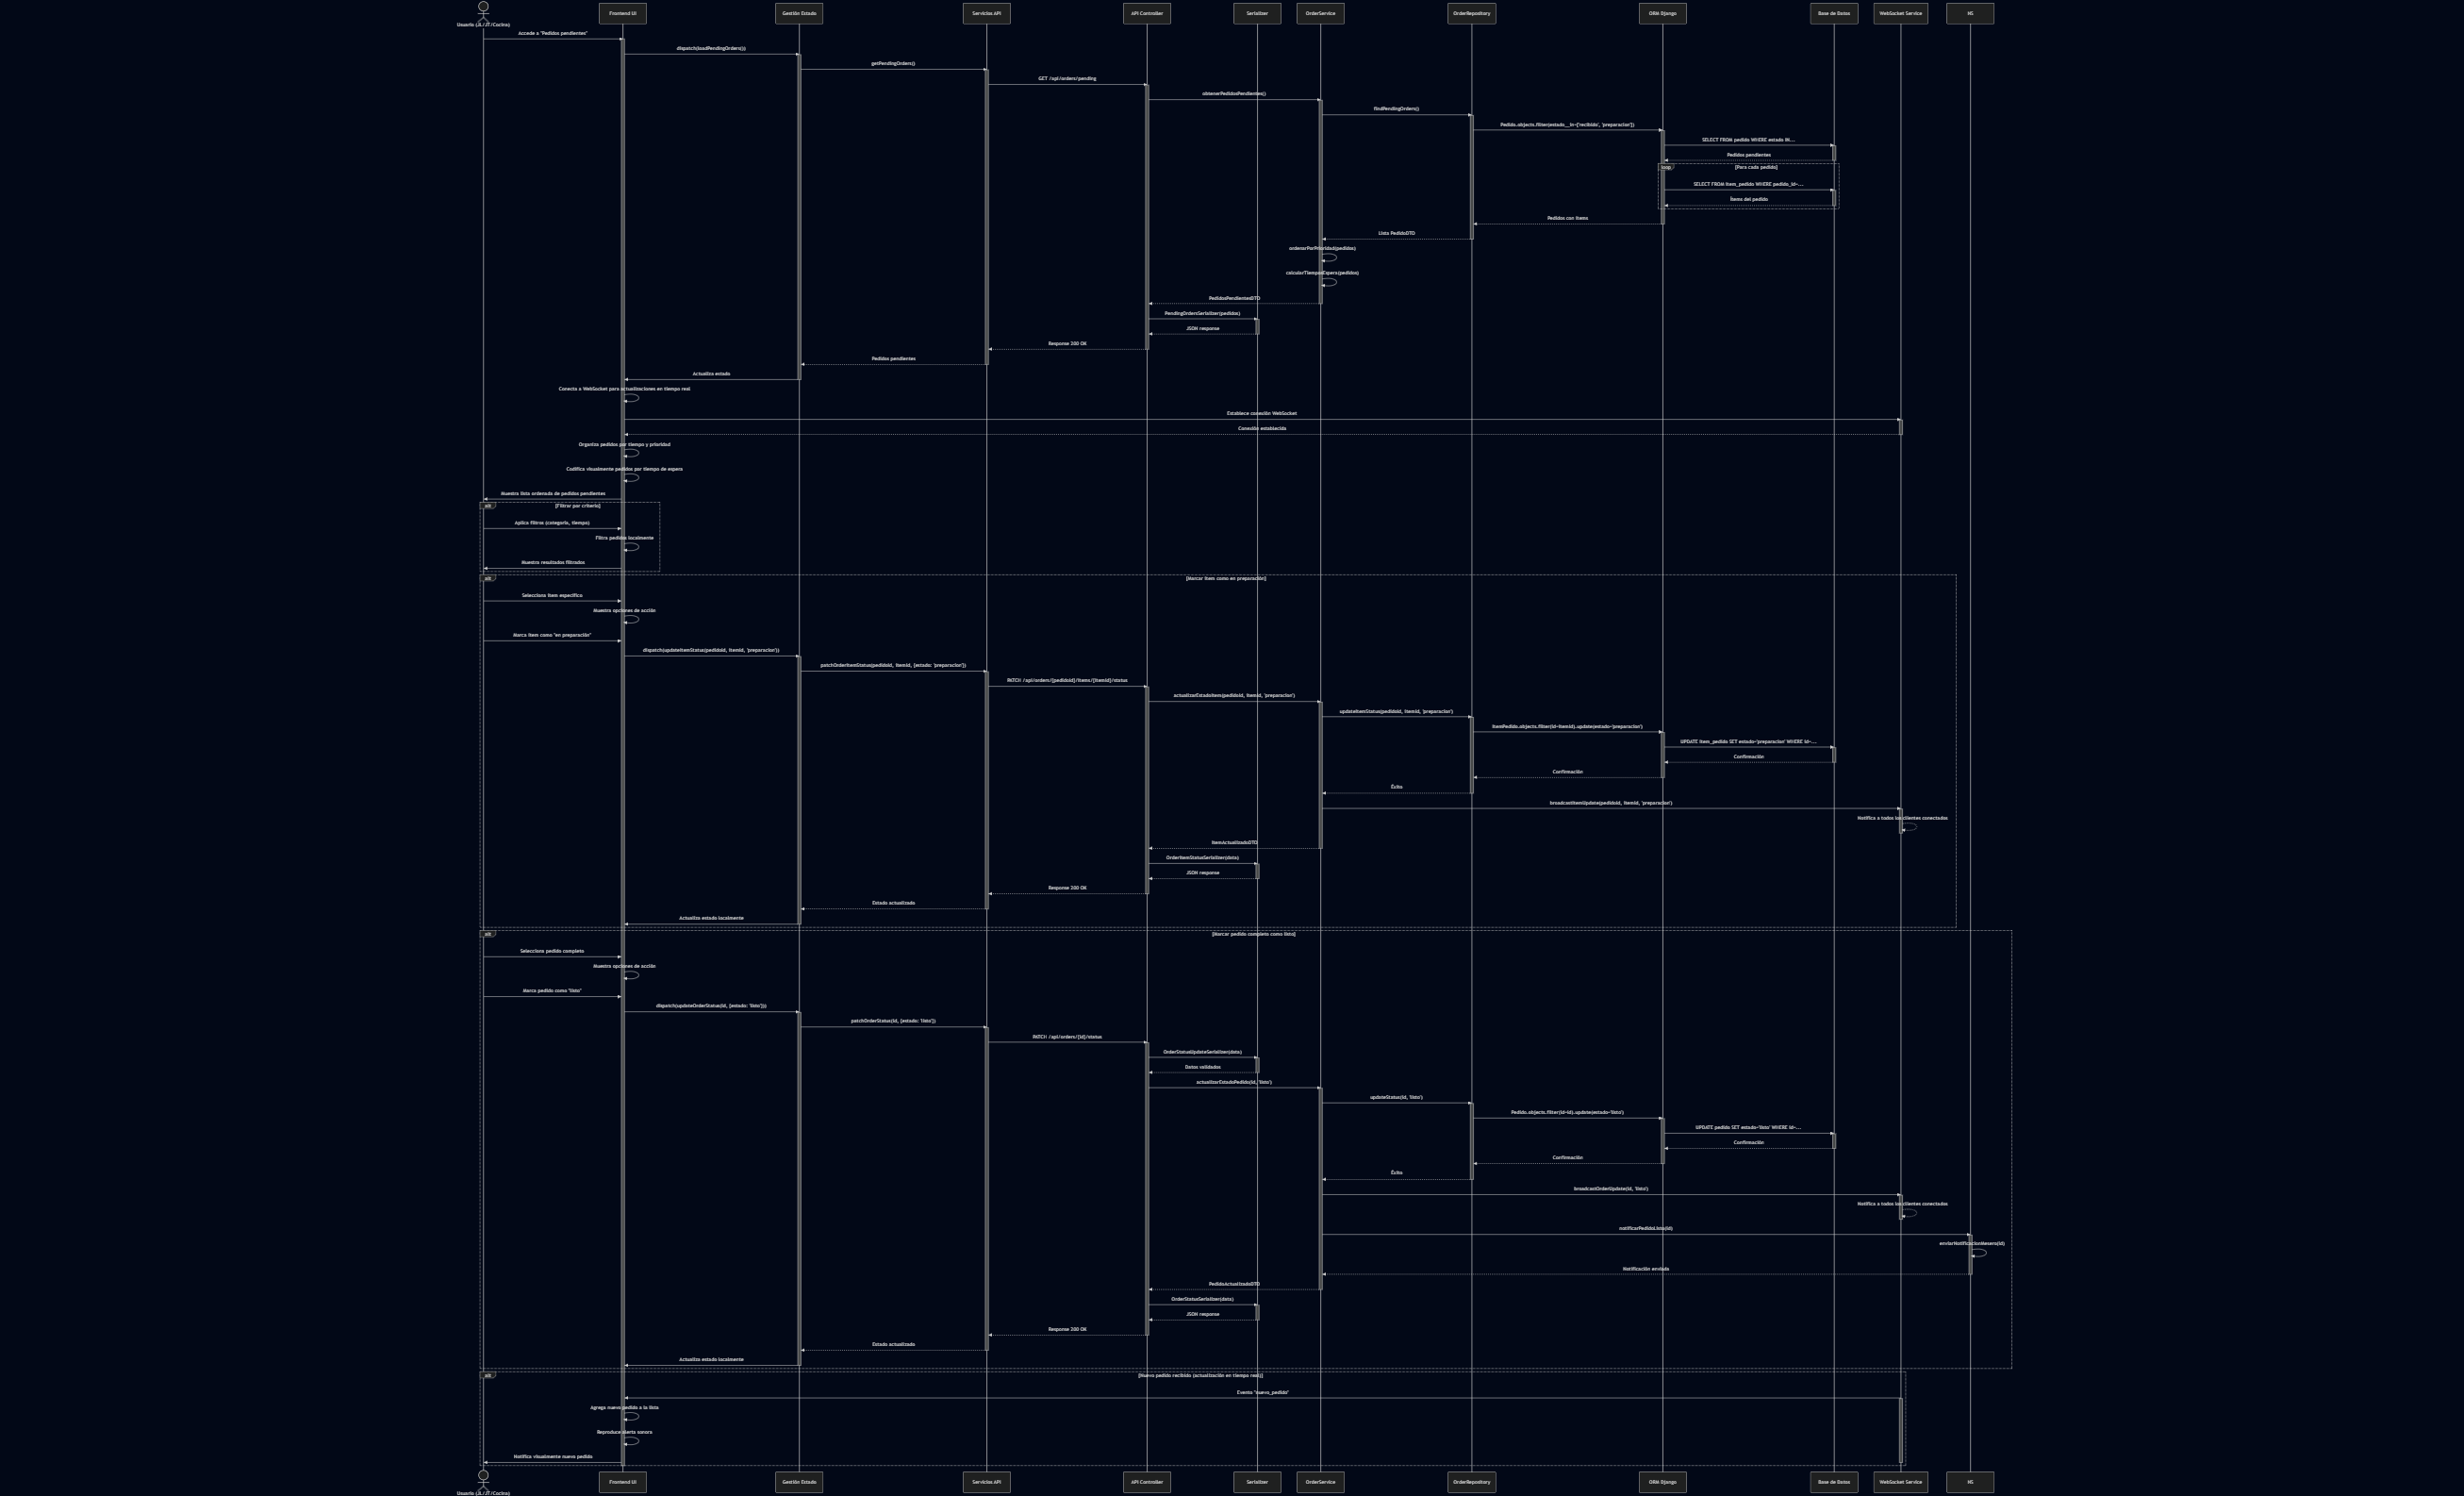 Usuario (JL/JT/Cocina)
Frontend UI
Gestión Estado
Servicios API
API Controller
Serializer
OrderService
OrderRepository
ORM Django
Base de Datos
WebSocket Service
NS
Accede a "Pedidos pendientes"
dispatch(loadPendingOrders())
getPendingOrders()
GET /api/orders/pending
obtenerPedidosPendientes()
findPendingOrders()
Pedido.objects.filter(estado__in=['recibido', 'preparacion'])
SELECT FROM pedido WHERE estado IN...
Pedidos pendientes
loop
[Para cada pedido]
SELECT FROM item_pedido WHERE pedido_id=...
Ítems del pedido
Pedidos con ítems
Lista PedidoDTO
ordenarPorPrioridad(pedidos)
calcularTiemposEspera(pedidos)
PedidosPendientesDTO
PendingOrdersSerializer(pedidos)
JSON response
Response 200 OK
Pedidos pendientes
Actualiza estado
Conecta a WebSocket para actualizaciones en tiempo real
Establece conexión WebSocket
Conexión establecida
Organiza pedidos por tiempo y prioridad
Codifica visualmente pedidos por tiempo de espera
Muestra lista ordenada de pedidos pendientes
alt
[Filtrar por criterio]
Aplica filtros (categoría, tiempo)
Filtra pedidos localmente
Muestra resultados filtrados
alt
[Marcar ítem como en preparación]
Selecciona ítem específico
Muestra opciones de acción
Marca ítem como "en preparación"
dispatch(updateItemStatus(pedidoId, itemId, 'preparacion'))
patchOrderItemStatus(pedidoId, itemId, {estado: 'preparacion'})
PATCH /api/orders/{pedidoId}/items/{itemId}/status
actualizarEstadoItem(pedidoId, itemId, 'preparacion')
updateItemStatus(pedidoId, itemId, 'preparacion')
ItemPedido.objects.filter(id=itemId).update(estado='preparacion')
UPDATE item_pedido SET estado='preparacion' WHERE id=...
Confirmación
Confirmación
Éxito
broadcastItemUpdate(pedidoId, itemId, 'preparacion')
Notifica a todos los clientes conectados
ItemActualizadoDTO
OrderItemStatusSerializer(data)
JSON response
Response 200 OK
Estado actualizado
Actualiza estado localmente
alt
[Marcar pedido completo como listo]
Selecciona pedido completo
Muestra opciones de acción
Marca pedido como "listo"
dispatch(updateOrderStatus(id, {estado: 'listo'}))
patchOrderStatus(id, {estado: 'listo'})
PATCH /api/orders/{id}/status
OrderStatusUpdateSerializer(data)
Datos validados
actualizarEstadoPedido(id, 'listo')
updateStatus(id, 'listo')
Pedido.objects.filter(id=id).update(estado='listo')
UPDATE pedido SET estado='listo' WHERE id=...
Confirmación
Confirmación
Éxito
broadcastOrderUpdate(id, 'listo')
Notifica a todos los clientes conectados
notificarPedidoListo(id)
enviarNotificacionMesero(id)
Notificación enviada
PedidoActualizadoDTO
OrderStatusSerializer(data)
JSON response
Response 200 OK
Estado actualizado
Actualiza estado localmente
alt
[Nuevo pedido recibido (actualización en tiempo real)]
Evento "nuevo_pedido"
Agrega nuevo pedido a la lista
Reproduce alerta sonora
Notifica visualmente nuevo pedido
Usuario (JL/JT/Cocina)
Frontend UI
Gestión Estado
Servicios API
API Controller
Serializer
OrderService
OrderRepository
ORM Django
Base de Datos
WebSocket Service
NS